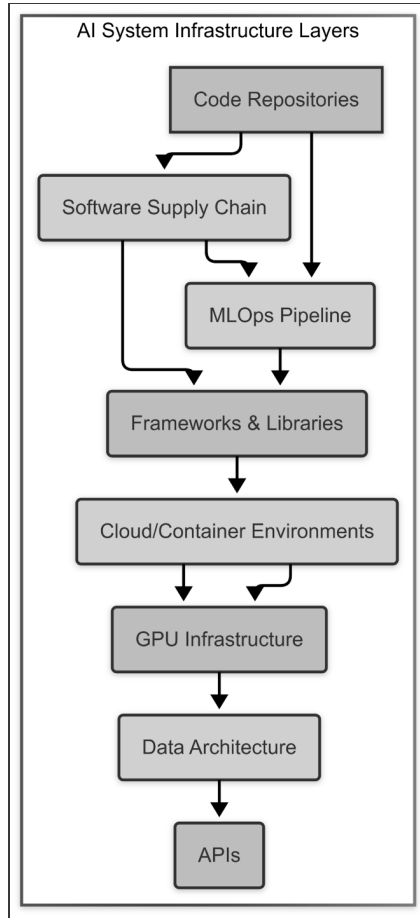 AI System Infrastructure Layers
Code Repositories
Software Supply Chain
MLOps Pipeline
Frameworks & Libraries
Cloud/Container Environments
GPU Infrastructure
Data Architecture
APIs